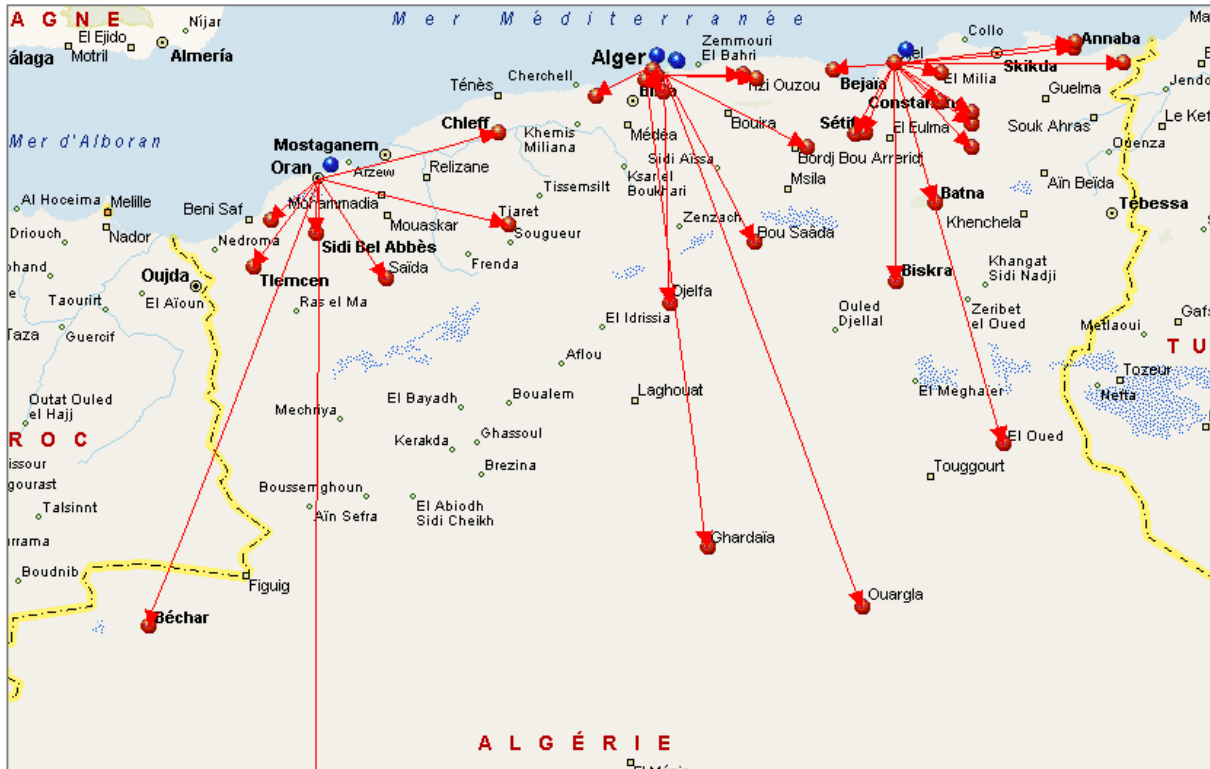 A G N E
Níjar
El Ejido
Motril
Almería
álaga
M e r   M é d i t e r r a n é e
Alger
Zemmouri
El Bahri
Collo
Annaba
Skikda
Cherchell
Ténès
Tizi Ouzou
Bejaïa
El Milia
Jendo
Guelma
Constantin
Chleff
Khemis
Miliana
Médéa
Bouira
Sétif
El Eulma
Souk Ahras
Le Kef
Mer d'Alboran
Mostaganem
Oran
Arzew
Relizane
Sidi Aïssa
Bordj Bou Arreridj
Ouenza
Ksar el
Boukhari
Msila
Aïn Beïda
Al Hoceima
Melille
Beni Saf
Mohammadia
Tissemsilt
Batna
Tébessa
Khenchela
Driouch
Nador
Mouaskar
Tiaret
Sougueur
Zenzach
Bou Saâda
Nedroma
Sidi Bel Abbès
Frenda
Tlemcen
Saïda
Biskra
Khangat
Sidi Nadji
Oujda
Taourirt
El Aïoun
Ras el Ma
Djelfa
Ouled
Djellal
Zeribet
el Oued
Gafs
Taza
Guercif
El Idrissia
Metlaoui
T U
Aflou
Tozeur
Laghouat
El Meghaïer
Nefta
Outat Ouled
el Hajj
Mechriya
El Bayadh
Boualem
R O C
Kerakda
Ghassoul
El Oued
Brezina
Touggourt
issour
gourast
Talsinnt
Boussemghoun
Aïn Sefra
El Abiodh
Sidi Cheikh
Ghardaïa
Boudnib
Figuig
Béchar
Ouargla
A L G É R I E